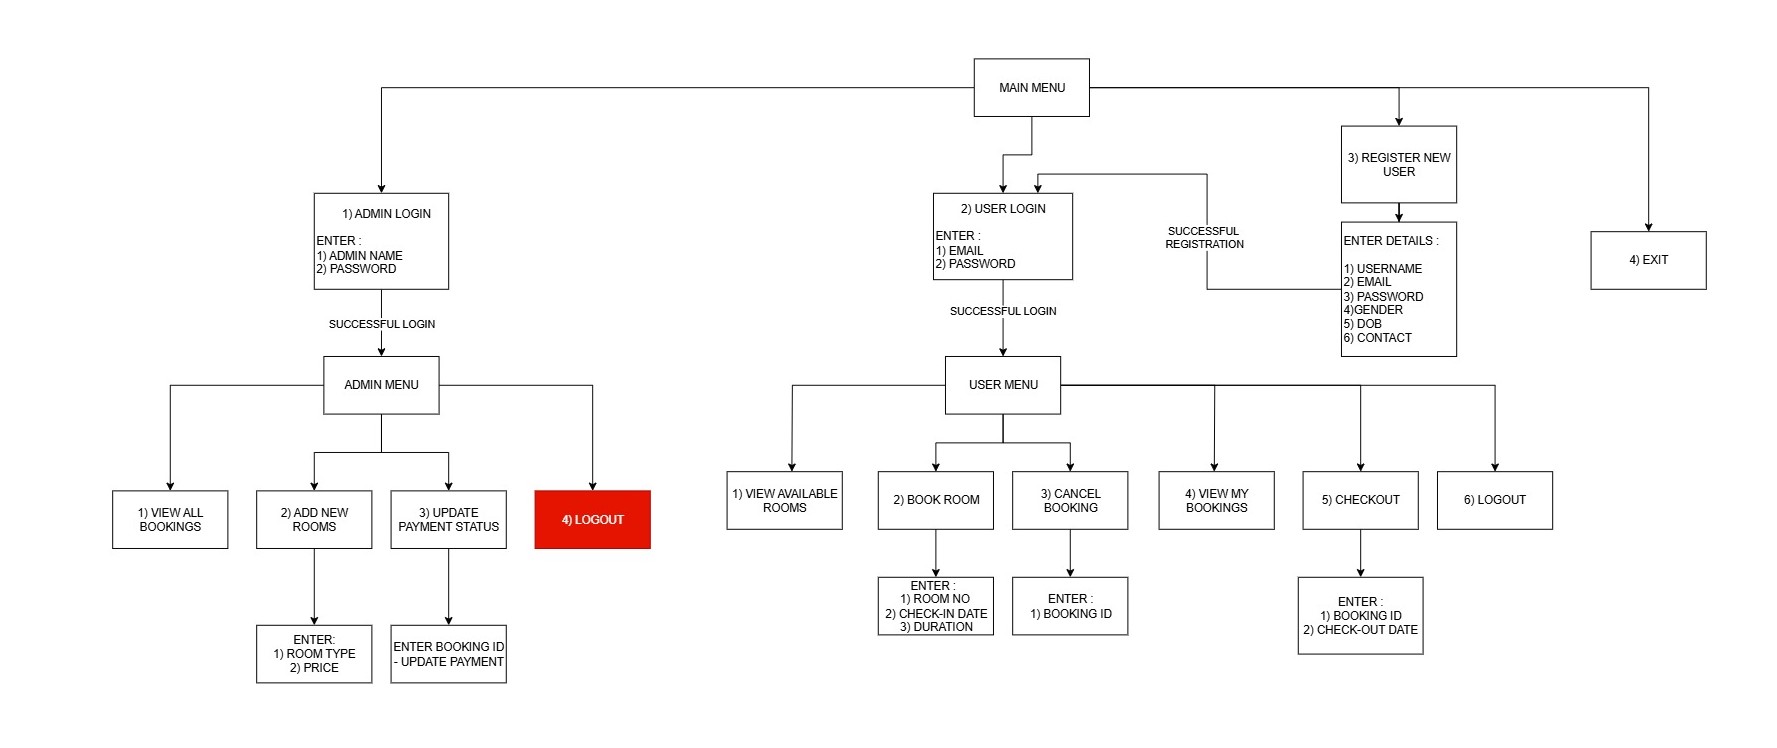 MAIN MENU
3) REGISTER NEW
USER
1) ADMIN LOGIN
ENTER :
1) ADMIN NAME
2) PASSWORD
2) USER LOGIN
ENTER :
1) EMAIL
2) PASSWORD
SUCCESSFUL
REGISTRATION
ENTER DETAILS :
1) USERNAME
2) EMAIL
3) PASSWORD
4)GENDER
5) DOB
6) CONTACT
4) EXIT
SUCCESSFUL LOGIN
SUCCESSFUL LOGIN
ADMIN MENU
USER MENU
1) VIEW ALL
BOOKINGS
2) ADD NEW
ROOMS
3) UPDATE
PAYMENT STATUS
4) LOGOUT
1) VIEW AVAILABLE
ROOMS
2) BOOK ROOM
3) CANCEL
BOOKING
4) VIEW MY
BOOKINGS
5) CHECKOUT
6) LOGOUT
ENTER:
1) ROOM TYPE
2) PRICE
ENTER BOOKING ID
- UPDATE PAYMENT
ENTER :
1) ROOM NO
2) CHECK-IN DATE
3) DURATION
ENTER :
1) BOOKING ID
ENTER :
1) BOOKING ID
2) CHECK-OUT DATE